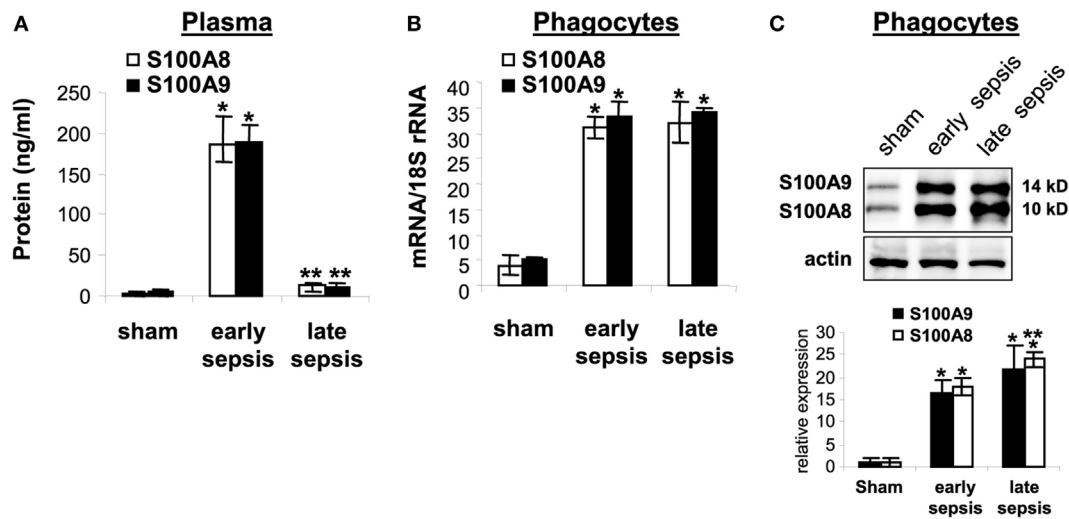 A
Plasma
S100A8
S100A9
Protein (ng/ml)
250
200
150
100
50
0
*
*
**
**
sham
early
sepsis
late
sepsis
B
Phagocytes
S100A8
S100A9
mRNA/18S rRNA
40
35
30
25
20
15
10
5
0
*
*
*
*
sham
early
sepsis
late
sepsis
C
Phagocytes
sham
early sepsis
late sepsis
S100A9
14 kD
S100A8
10 kD
actin
S100A9
S100A8
relative expression
30
25
20
15
10
5
0
*
*
*
**
*
Sham
early
sepsis
late
sepsis